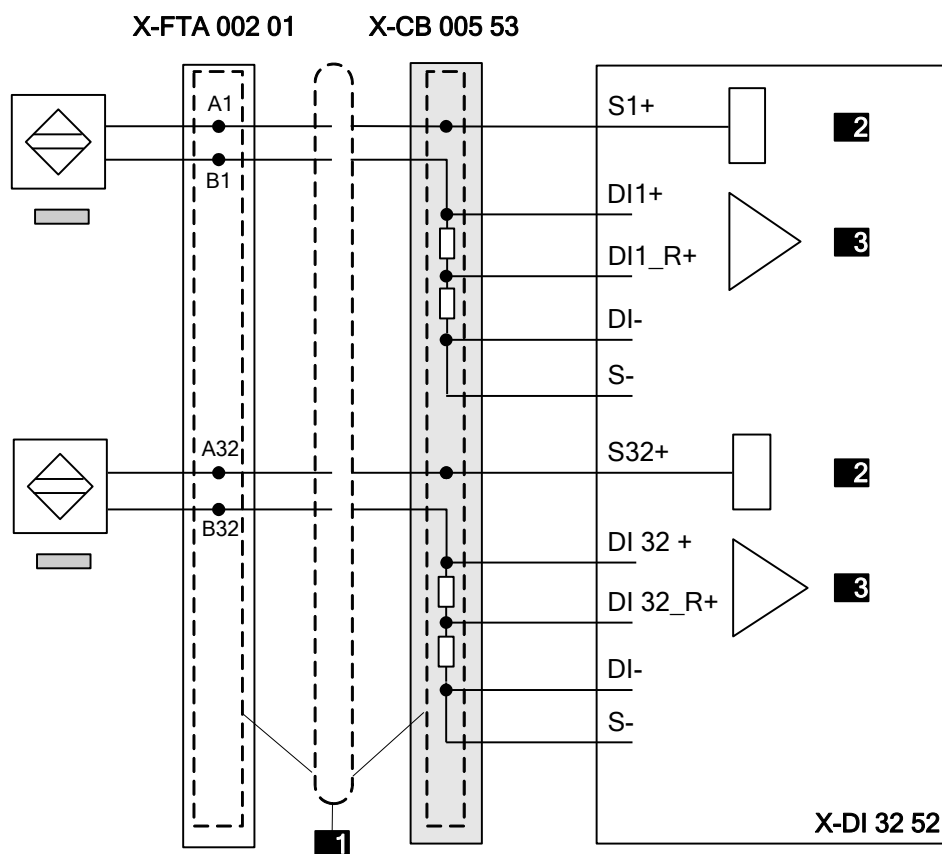 X-FTA 002 01
X-CB 005 53
A1
B1
S1+
2
DI1+
DI1_R+
3
DI-
S-
A32
B32
S32+
2
DI 32 +
DI 32_R+
3
DI-
S-
X-DI 32 52
1